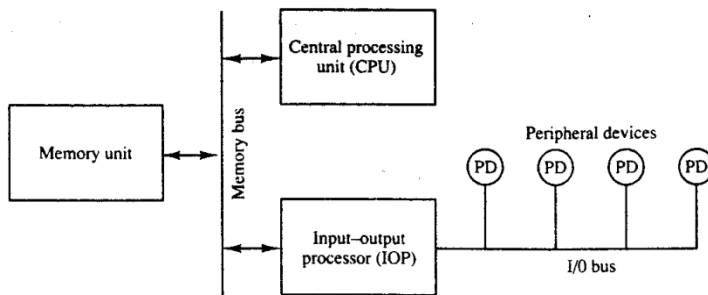 Central processing
unit (CPU)
Memory unit
Memory bus
Peripheral devices
PD
PD
PD
PD
Input–output
processor (IOP)
I/0 bus